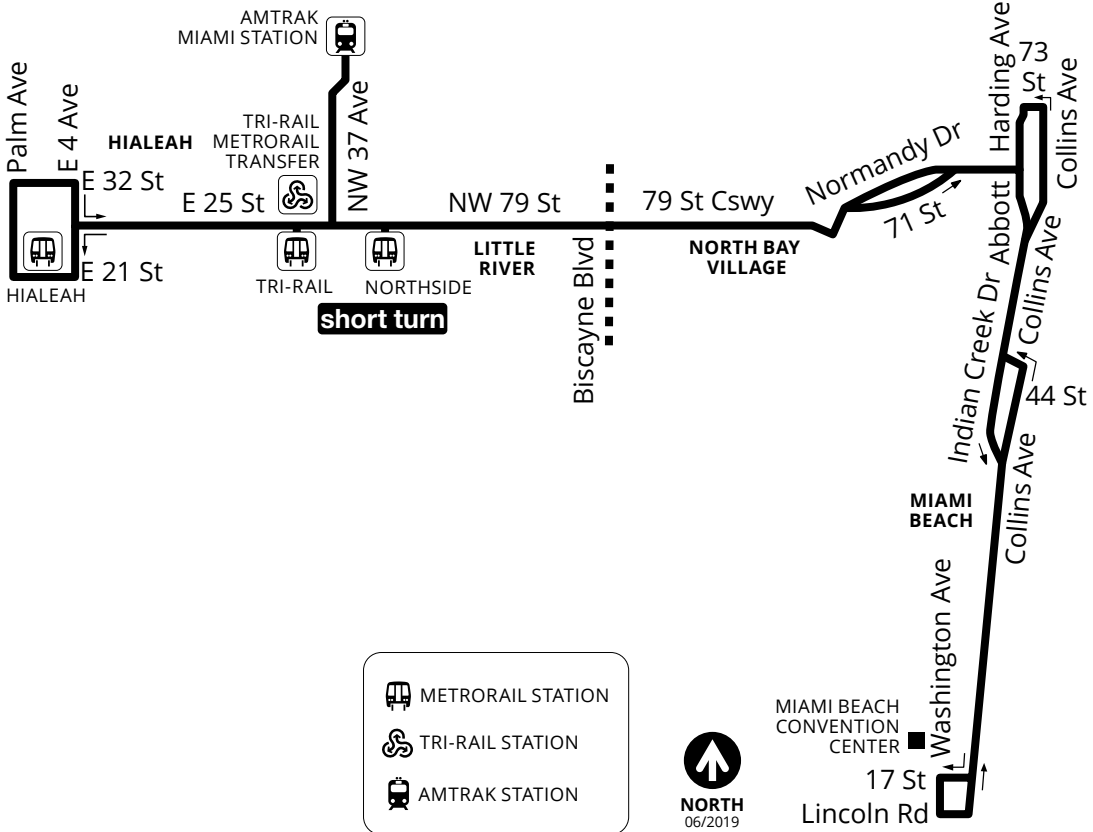 AMTRAK
MIAMI STATION
Palm Ave
E 4 Ave
HIALEAH
TRI-RAIL
METRORAIL
TRANSFER
NW 37 Ave
E 32 St
E 25 St
E 21 St
HIALEAH
TRI-RAIL
NORTHSIDE
short turn
NW 79 St
LITTLE
RIVER
Biscayne Blvd
79 St Cswy
NORTH BAY
VILLAGE
Normandy Dr
71 St
Harding Ave
73
St
Collins Ave
Abbott
Indian Creek Dr
Collins Ave
44 St
MIAMI
BEACH
Collins Ave
Washington Ave
MIAMI BEACH
CONVENTION
CENTER
17 St
Lincoln Rd
METRORAIL STATION
TRI-RAIL STATION
AMTRAK STATION
NORTH
06/2019